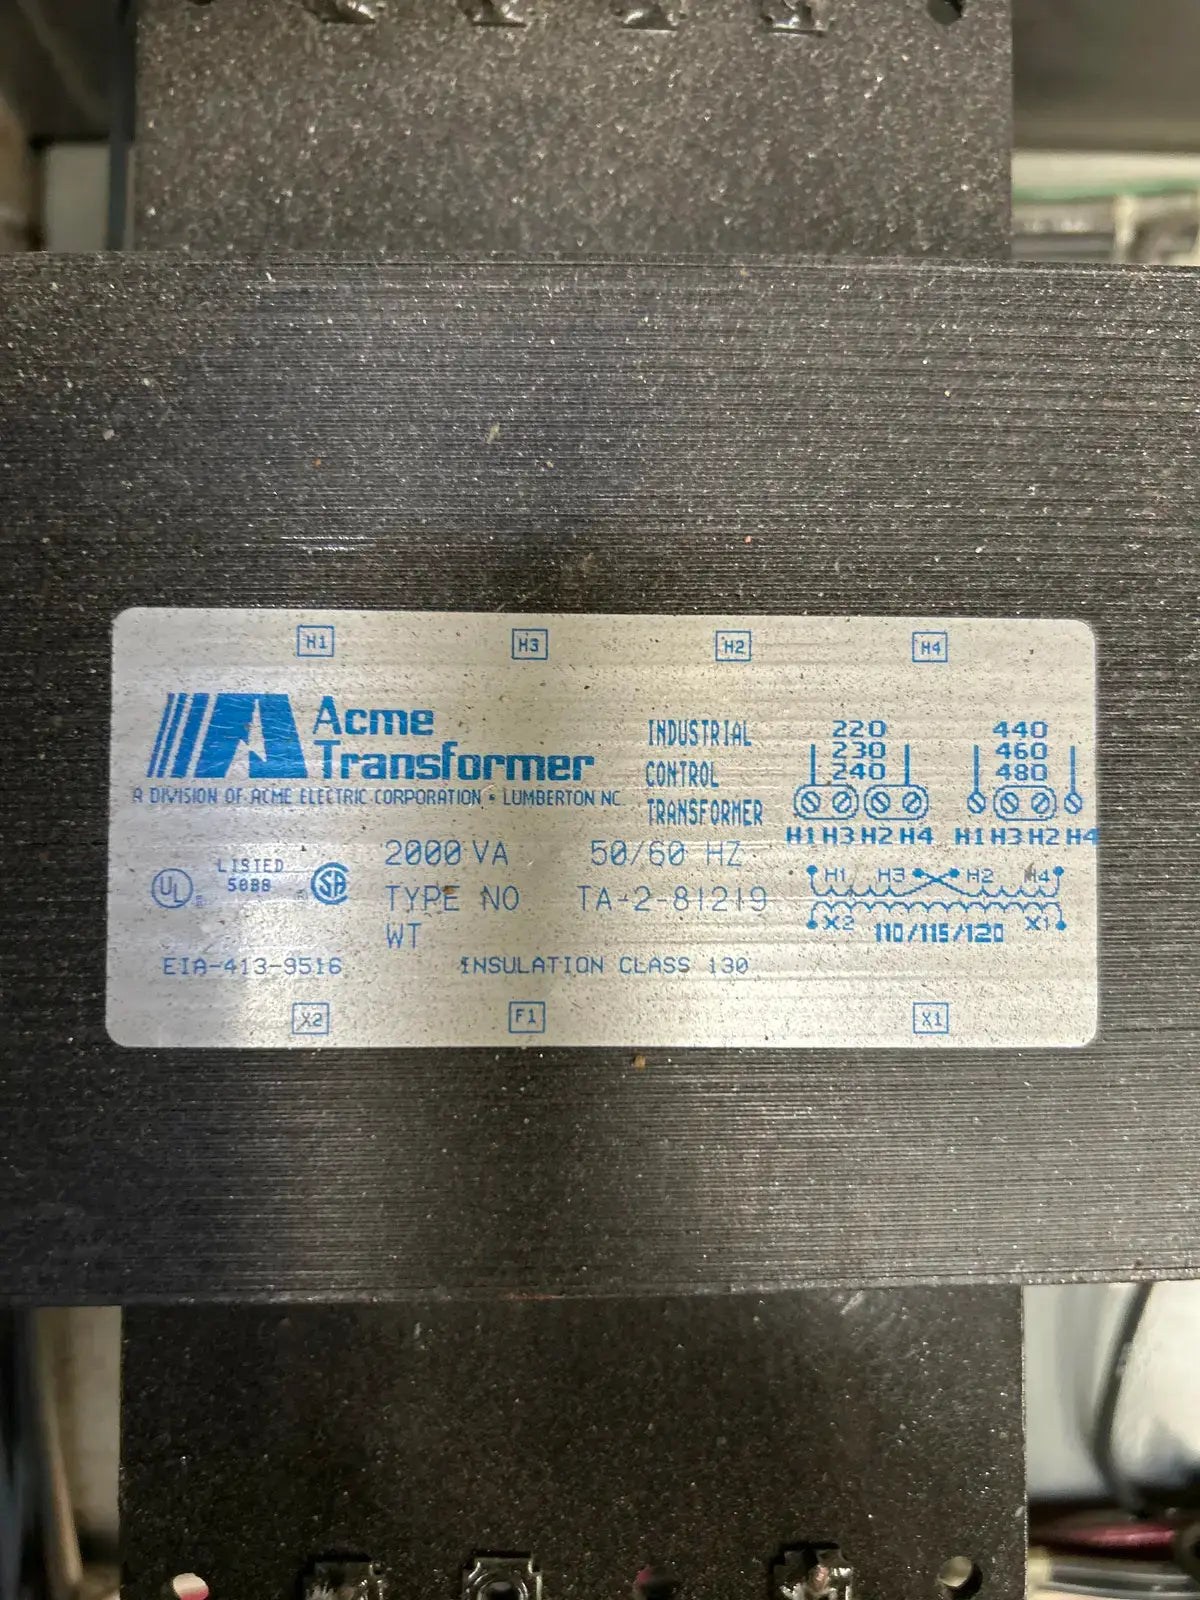 H1 H3 H2 H4
Acme
Transformer
A DIVISION OF ACME ELECTRIC CORPORATION • LUMBERTON NC.
INDUSTRIAL
CONTROL
TRANSFORMER
220 440
230 460
240 480
H1 H3 H2 H4 H1 H3 H2 H4
LISTED
50BB
UL
SA
2000 VA 50/60 HZ
TYPE NO TA-2-81219
WT
H1 H3 H2 H4
X2 X1
110/115/120
EIA-413-9516 INSULATION CLASS 130
X2 F1 X1